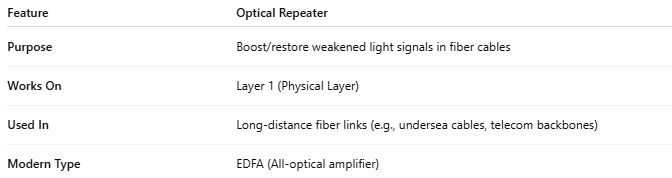 Feature Optical Repeater
Purpose Boost/restore weakened light signals in fiber cables
Works On Layer 1 (Physical Layer)
Used In Long-distance fiber links (e.g., undersea cables, telecom backbones)
Modern Type EDFA (All-optical amplifier)